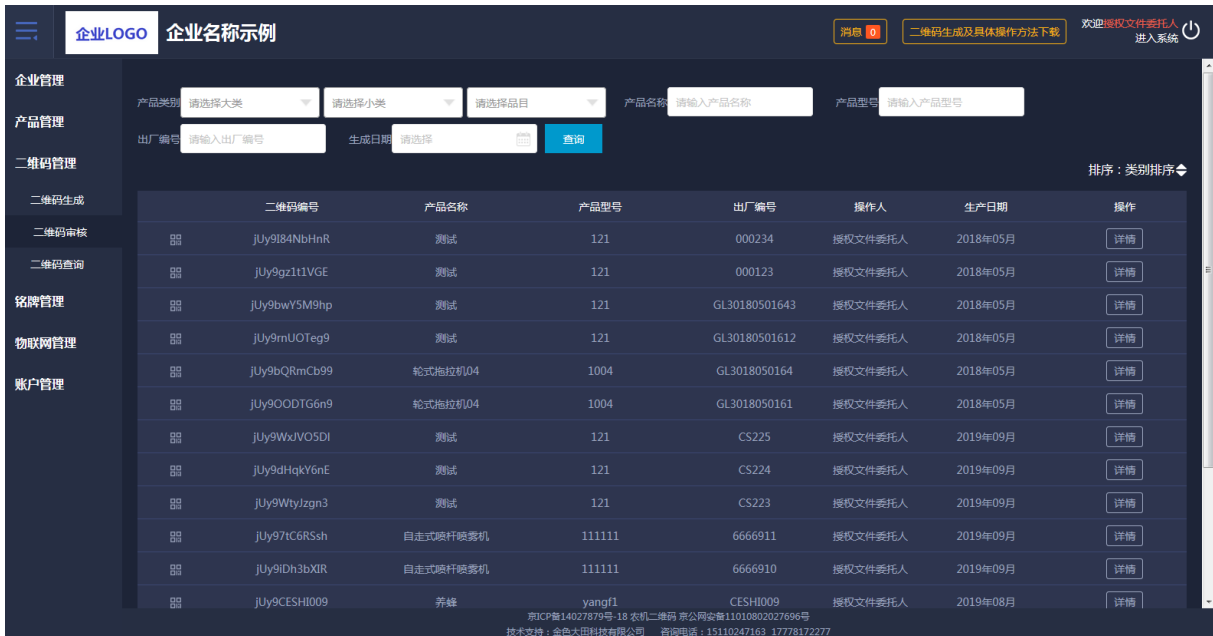 企业LOGO 企业名称示例 消息 0 二维码生成及具体操作方法下载 欢迎授权文件委托人
进入系统
企业管理
产品类别 请选择大类 请选择小类 请选择品目 产品名称 请输入产品名称 产品型号 请输入产品型号
产品管理
出厂编号 请输入出厂编号 生成日期 请选择 查询
二维码管理
排序：类别排序
二维码生成
二维码编号 产品名称 产品型号 出厂编号 操作人 生产日期 操作
二维码审核
jUy9I84NbHnR 测试 121 000234 授权文件委托人 2018年05月 详情
二维码查询
jUy9gz1t1VGE 测试 121 000123 授权文件委托人 2018年05月 详情
铭牌管理
jUy9bwY5M9hp 测试 121 GL30180501643 授权文件委托人 2018年05月 详情
物联网管理
jUy9rnUOTeg9 测试 121 GL30180501612 授权文件委托人 2018年05月 详情
jUy9bQRmCb99 轮式拖拉机04 1004 GL3018050164 授权文件委托人 2018年05月 详情
账户管理
jUy9OODTG6n9 轮式拖拉机04 1004 GL3018050161 授权文件委托人 2018年05月 详情
jUy9WxJVO5DI 测试 121 CS225 授权文件委托人 2019年09月 详情
jUy9dHqkY6nE 测试 121 CS224 授权文件委托人 2019年09月 详情
jUy9WtyJzgn3 测试 121 CS223 授权文件委托人 2019年09月 详情
jUy97tC6RSsh 自走式喷杆喷雾机 111111 6666911 授权文件委托人 2019年09月 详情
jUy9iDh3bXIR 自走式喷杆喷雾机 111111 6666910 授权文件委托人 2019年09月 详情
jUy9CESHI009 养蜂 yangf1 CESHI009 授权文件委托人 2019年08月 详情
京ICP备14027879号-18 农机二维码 京公网安备11010802027696号
技术支持：金色大田科技有限公司 咨询电话：15110247163 17778172277